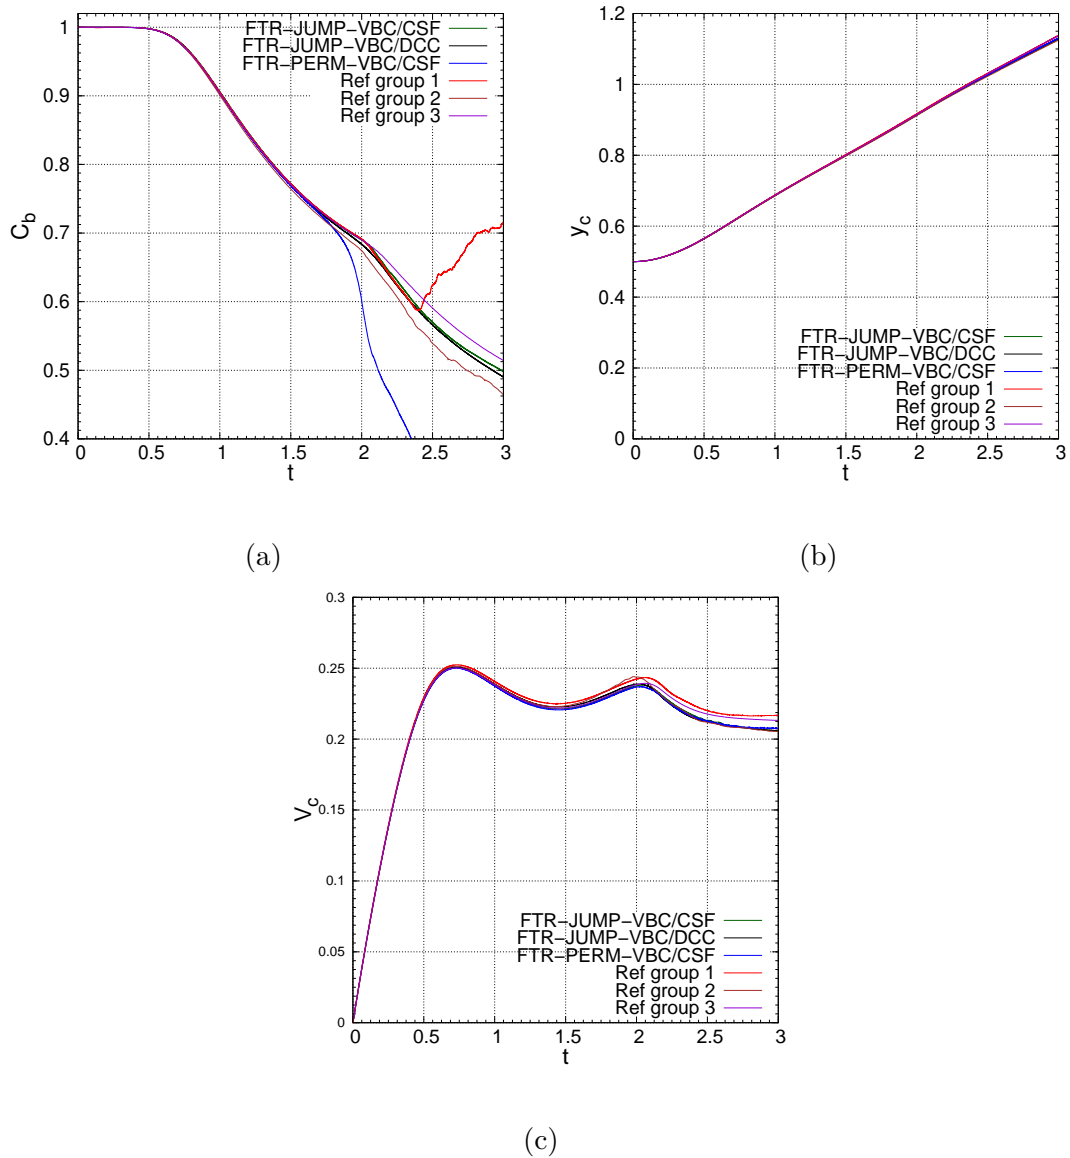 FTR-JUMP-VBC/CSF
FTR-JUMP-VBC/DCC
FTR-PERM-VBC/CSF
Ref group 1
Ref group 2
Ref group 3
1
0.9
0.8
0.7
0.6
0.5
0.4
C_b
0 0.5 1 1.5 2 2.5 3
t
(a)
1.2
1
0.8
0.6
0.4
0.2
0
y_c
FTR-JUMP-VBC/CSF
FTR-JUMP-VBC/DCC
FTR-PERM-VBC/CSF
Ref group 1
Ref group 2
Ref group 3
0 0.5 1 1.5 2 2.5 3
t
(b)
0.3
0.25
0.2
0.15
0.1
0.05
0
V_c
FTR-JUMP-VBC/CSF
FTR-JUMP-VBC/DCC
FTR-PERM-VBC/CSF
Ref group 1
Ref group 2
Ref group 3
0 0.5 1 1.5 2 2.5 3
t
(c)